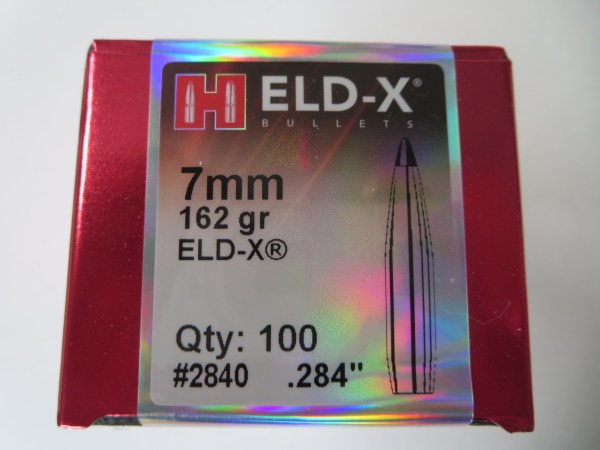 H ELD-X®
BULLETS
7mm
162 gr
ELD-X®
Qty: 100
#2840 .284"